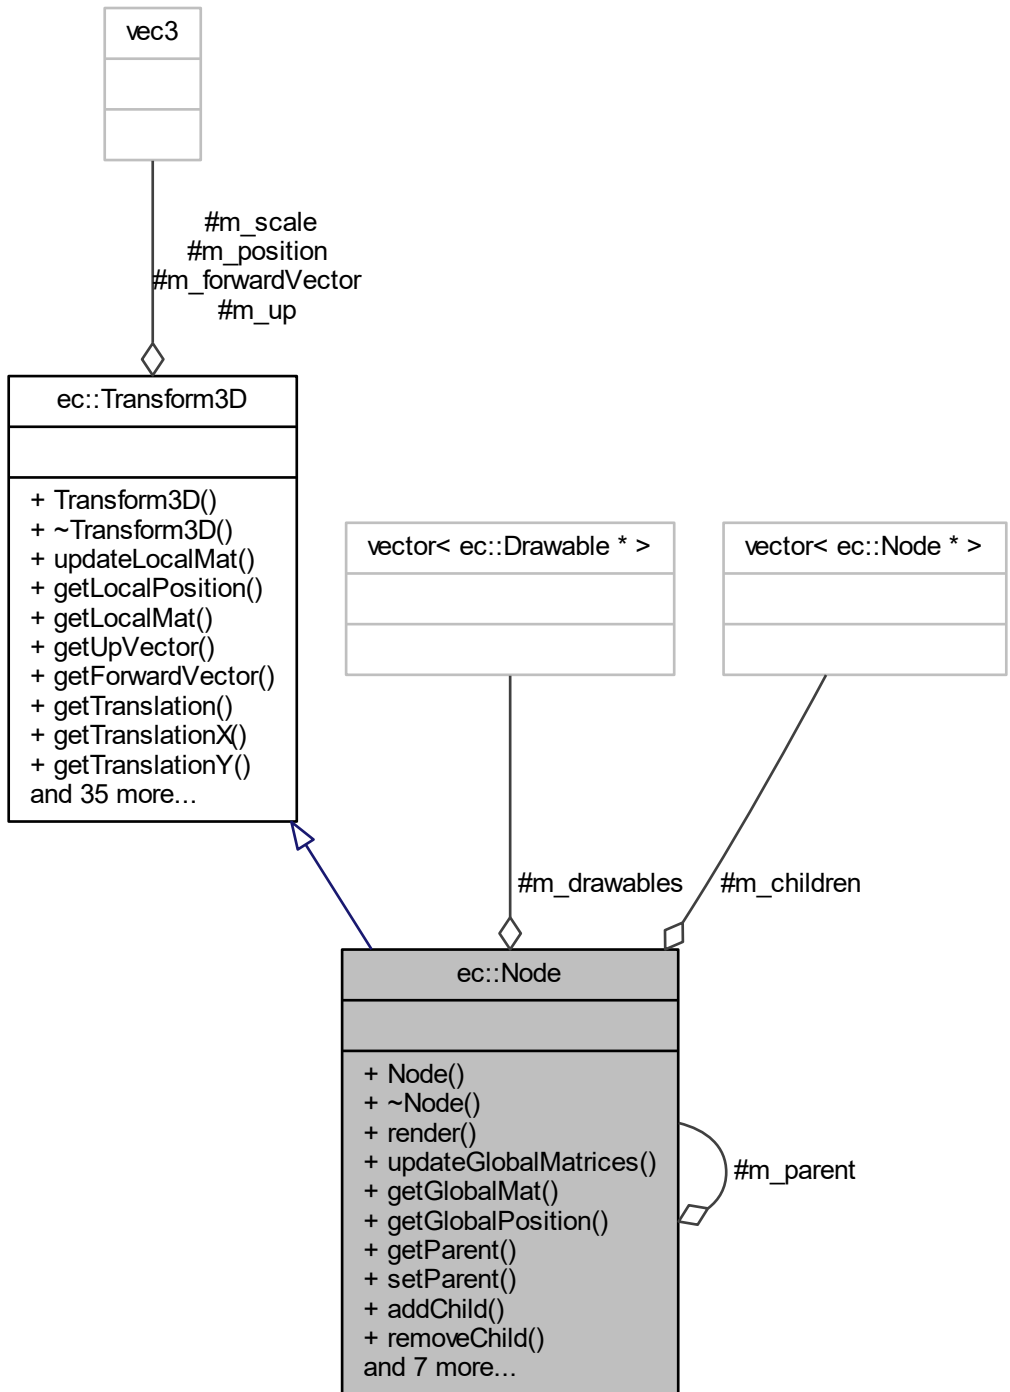 vec3
#m_scale
#m_position
#m_forwardVector
#m_up
ec::Transform3D
+ Transform3D()
+ ~Transform3D()
+ updateLocalMat()
+ getLocalPosition()
+ getLocalMat()
+ getUpVector()
+ getForwardVector()
+ getTranslation()
+ getTranslationX()
+ getTranslationY()
and 35 more...
vector< ec::Drawable * >
vector< ec::Node * >
#m_drawables
#m_children
ec::Node
+ Node()
+ ~Node()
+ render()
+ updateGlobalMatrices()
+ getGlobalMat()
+ getGlobalPosition()
+ getParent()
+ setParent()
+ addChild()
+ removeChild()
and 7 more...
#m_parent